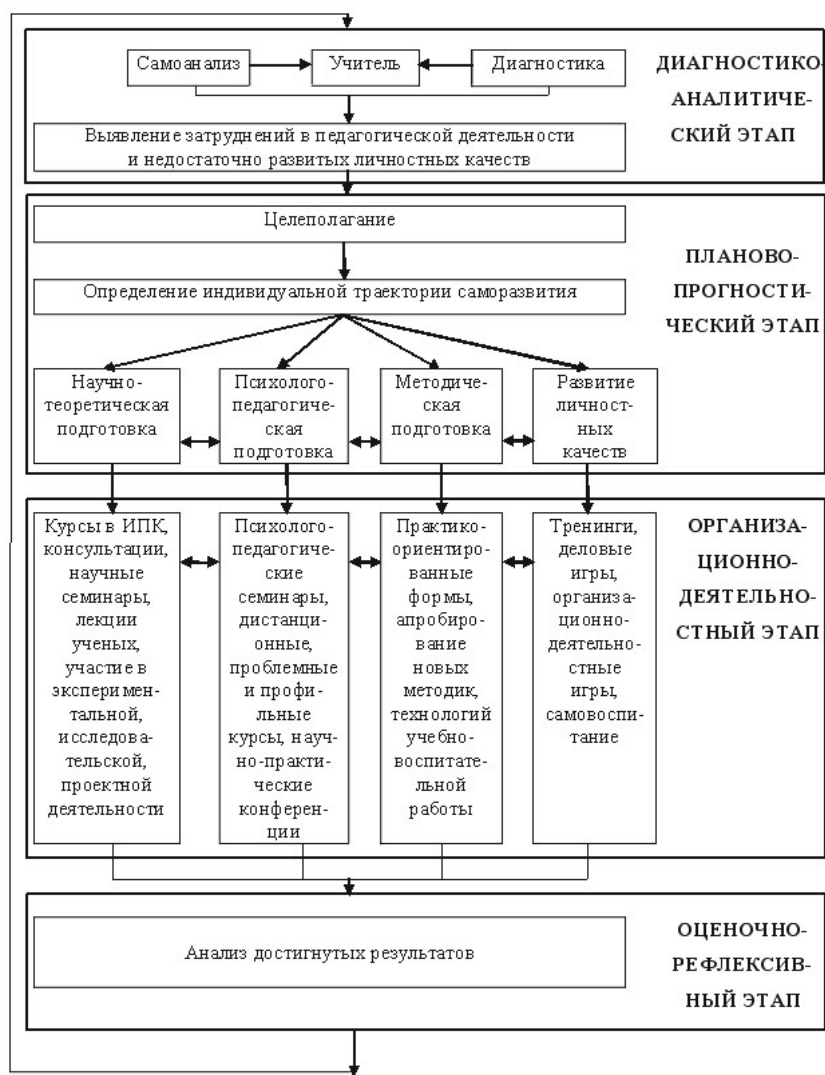 Самоанализ
Учитель
Диагностика
Выявление затруднений в педагогической деятельности
и недостаточно развитых личностных качеств
ДИАГНОСТИКО-
АНАЛИТИЧЕ-
СКИЙ ЭТАП
Целеполагание
Определение индивидуальной траектории саморазвития
ПЛАНОВО-
ПРОГНОСТИ-
ЧЕСКИЙ ЭТАП
Научно-
теоретическая
подготовка
Психолого-
педагогиче-
ская
подготовка
Методиче-
ская
подготовка
Развитие
личност-
ных
качеств
Курсы в ИПК,
консультации,
научные
семинары,
лекции
ученых,
участие в
эксперимен-
тальной,
исследова-
тельской,
проектной
деятельности
Психолого-
педагогиче-
ские
семинары,
дистанци-
онные,
проблемные
и профи-
льные
курсы, науч-
но-практи-
ческие
конферен-
ции
Практико-
ориентиро-
ванные
формы,
апробиро-
вание
новых
методик,
технологий
учебно-
воспитатель-
ной
работы
Тренинги,
деловые
игры,
организа-
ционно-
деятельно-
стные
игры,
самовоспи-
тание
ОРГАНИЗА-
ЦИОННО-
ДЕЯТЕЛЬНО-
СТНЫЙ ЭТАП
Анализ достигнутых результатов
ОЦЕНОЧНО-
РЕФЛЕКСИВ-
НЫЙ ЭТАП